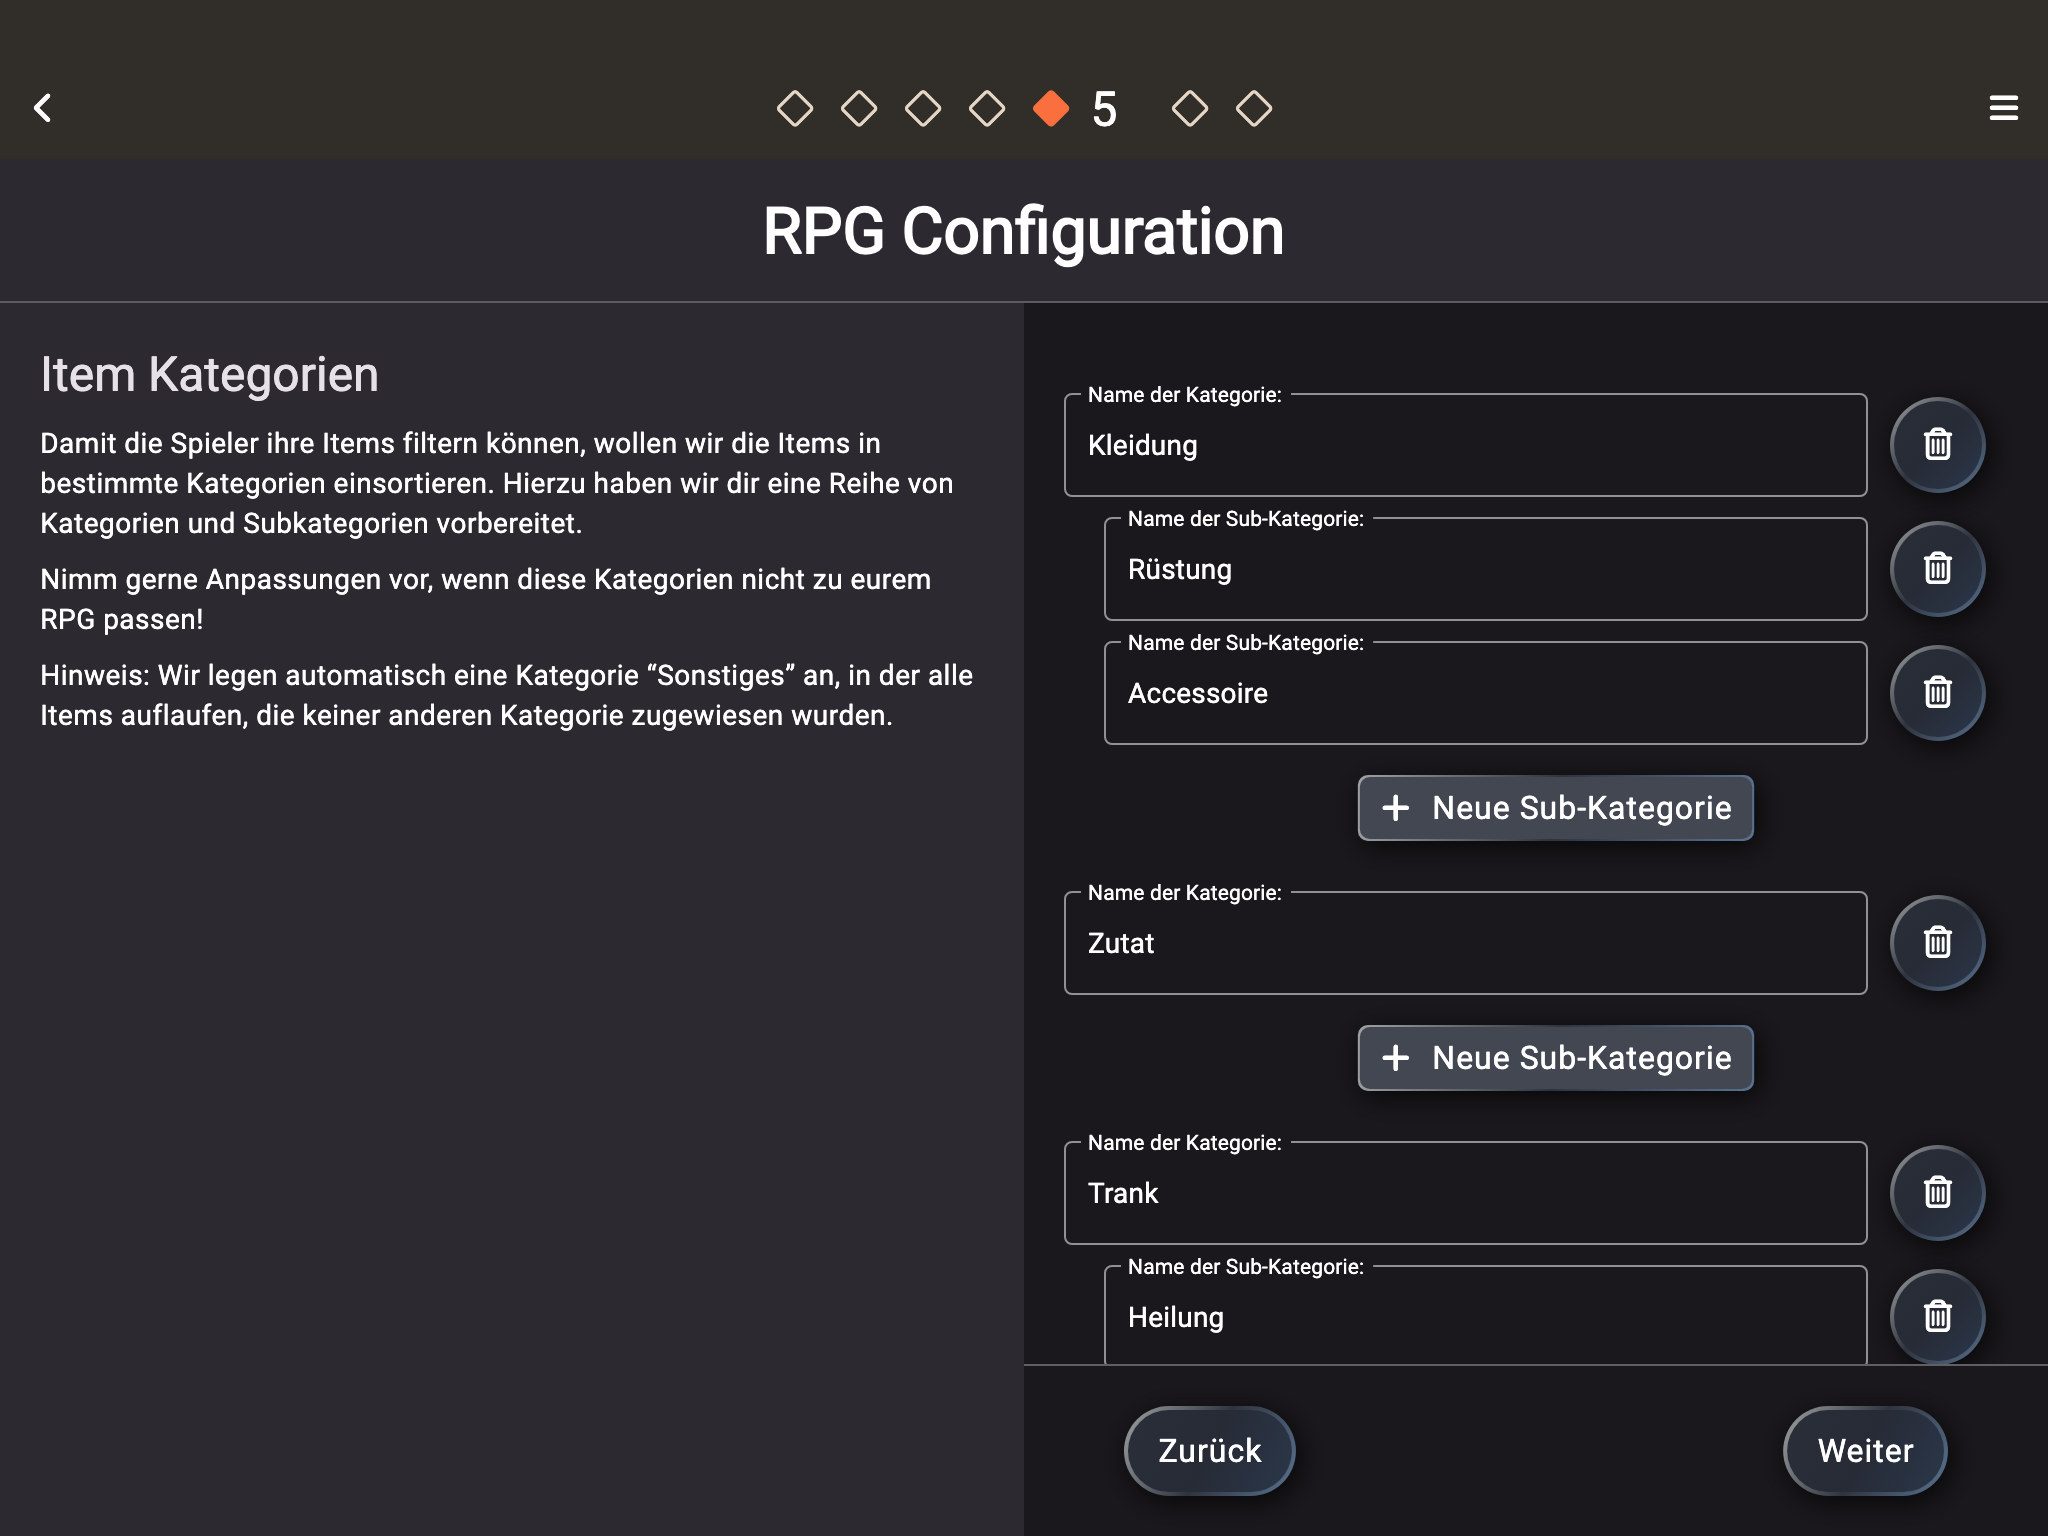 5
RPG Configuration
Item Kategorien
Damit die Spieler ihre Items filtern können, wollen wir die Items in
bestimmte Kategorien einsortieren. Hierzu haben wir dir eine Reihe von
Kategorien und Subkategorien vorbereitet.
Nimm gerne Anpassungen vor, wenn diese Kategorien nicht zu eurem
RPG passen!
Hinweis: Wir legen automatisch eine Kategorie “Sonstiges” an, in der alle
Items auflaufen, die keiner anderen Kategorie zugewiesen wurden.
Name der Kategorie:
Kleidung
Name der Sub-Kategorie:
Rüstung
Name der Sub-Kategorie:
Accessoire
+ Neue Sub-Kategorie
Name der Kategorie:
Zutat
+ Neue Sub-Kategorie
Name der Kategorie:
Trank
Name der Sub-Kategorie:
Heilung
Zurück
Weiter